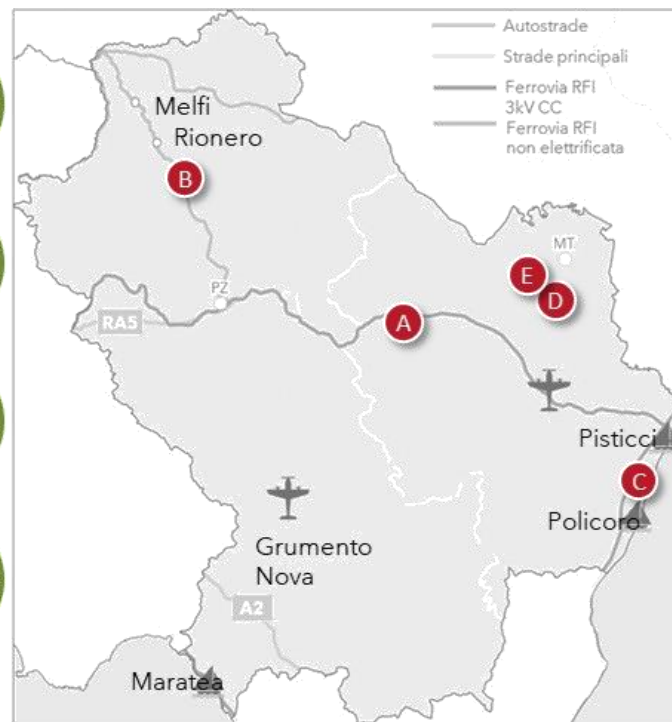 Autostrade
Strade principali
Ferrovia RFI
3kV CC
Ferrovia RFI
non elettrificata
Melfi
Rionero
B
MT
E
D
PZ
RA5
A
Pisticci
C
Policoro
Grumento
Nova
A2
Maratea